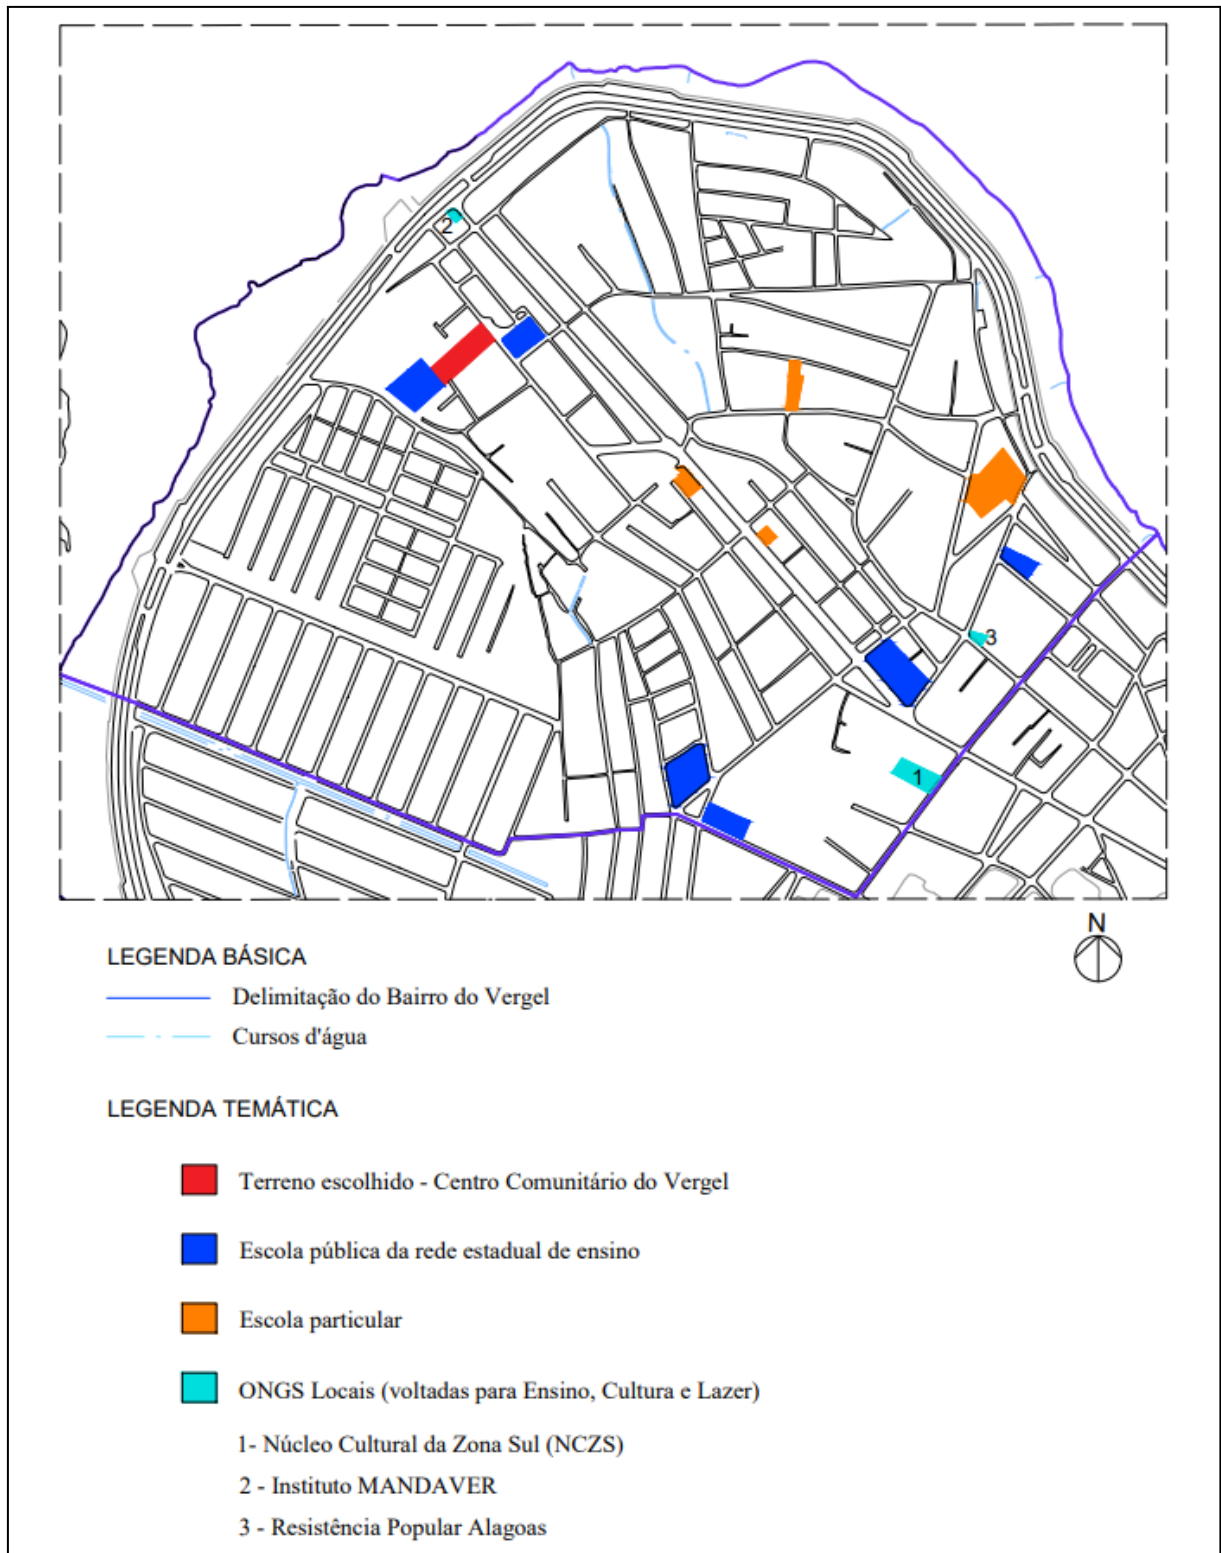 2
3
1
N
LEGENDA BÁSICA
Delimitação do Bairro do Vergel
Cursos d'água
LEGENDA TEMÁTICA
Terreno escolhido - Centro Comunitário do Vergel
Escola pública da rede estadual de ensino
Escola particular
ONGS Locais (voltadas para Ensino, Cultura e Lazer)
1- Núcleo Cultural da Zona Sul (NCZS)
2 - Instituto MANDAVER
3 - Resistência Popular Alagoas